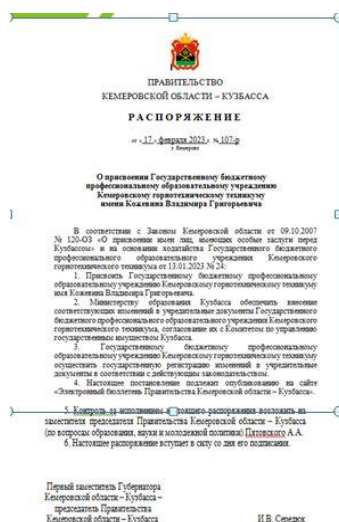 ПРАВИТЕЛЬСТВО
КЕМЕРОВСКОЙ ОБЛАСТИ – КУЗБАССА
РАСПОРЯЖЕНИЕ
от « 17 » февраля 2023 г. № 107-р
г. Кемерово
О присвоении Государственному бюджетному
профессиональному образовательному учреждению
Кемеровскому горнотехническому техникуму
имени Кожевина Владимира Григорьевича
В соответствии с Законом Кемеровской области от 09.10.2007
№ 120-ОЗ «О присвоении имен лиц, имеющих особые заслуги перед
Кузбассом» и на основании ходатайства Государственного бюджетного
профессионального образовательного учреждения Кемеровского
горнотехнического техникума от 13.01.2023 № 24:
1. Присвоить Государственному бюджетному профессиональному
образовательному учреждению Кемеровскому горнотехническому техникуму
имя Кожевина Владимира Григорьевича.
2. Министерству образования Кузбасса обеспечить внесение
соответствующих изменений в учредительные документы Государственного
бюджетного профессионального образовательного учреждения Кемеровского
горнотехнического техникума, согласование их с Комитетом по управлению
государственным имуществом Кузбасса.
3. Государственному бюджетному профессиональному
образовательному учреждению Кемеровскому горнотехническому техникуму
осуществить государственную регистрацию изменений в учредительные
документы в соответствии с действующим законодательством.
4. Настоящее постановление подлежит опубликованию на сайте
«Электронный бюллетень Правительства Кемеровской области – Кузбасса».
5. Контроль за исполнением настоящего распоряжения возложить на
заместителя председателя Правительства Кемеровской области – Кузбасса
(по вопросам образования, науки и молодежной политики) Пятовского А.А.
6. Настоящее распоряжение вступает в силу со дня его подписания.
Первый заместитель Губернатора
Кемеровской области – Кузбасса –
председатель Правительства
Кемеровской области – Кузбасса И.В. Середюк